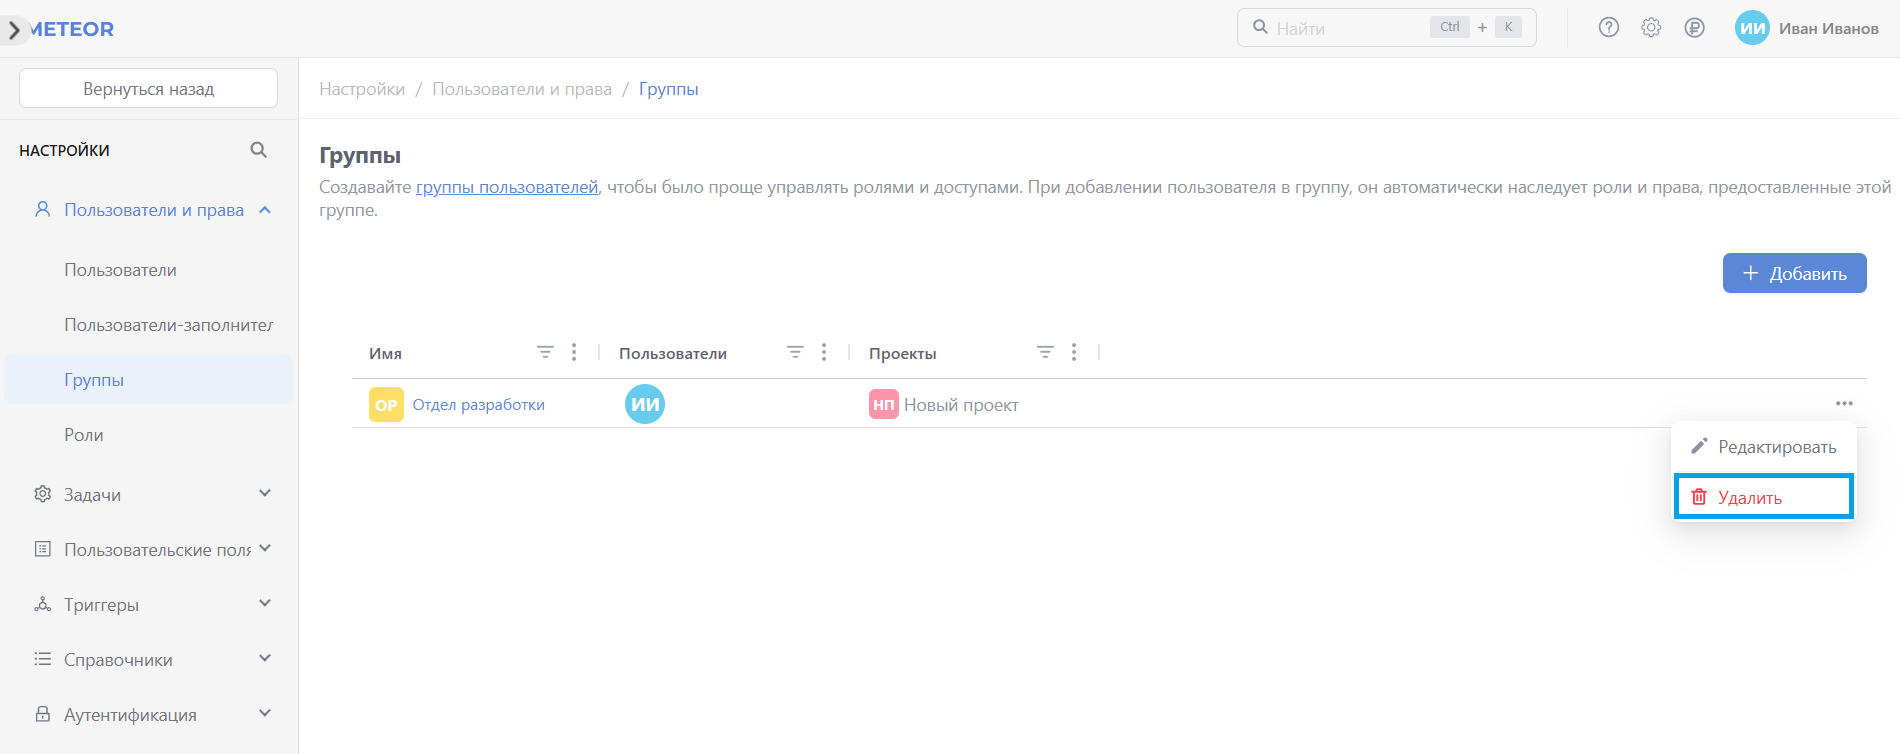 METEOR
Найти
Ctrl + K
ИИ Иван Иванов
Вернуться назад
Настройки / Пользователи и права / Группы
НАСТРОЙКИ
Пользователи и права
Пользователи
Пользователи-заполнител
Группы
Роли
Задачи
Пользовательские поля
Триггеры
Справочники
Аутентификация
Группы
Создавайте группы пользователей, чтобы было проще управлять ролями и доступами. При добавлении пользователя в группу, он автоматически наследует роли и права, предоставленные этой
группе.
+ Добавить
Имя Пользователи Проекты
ОР Отдел разработки ИИ НП Новый проект
Редактировать
Удалить